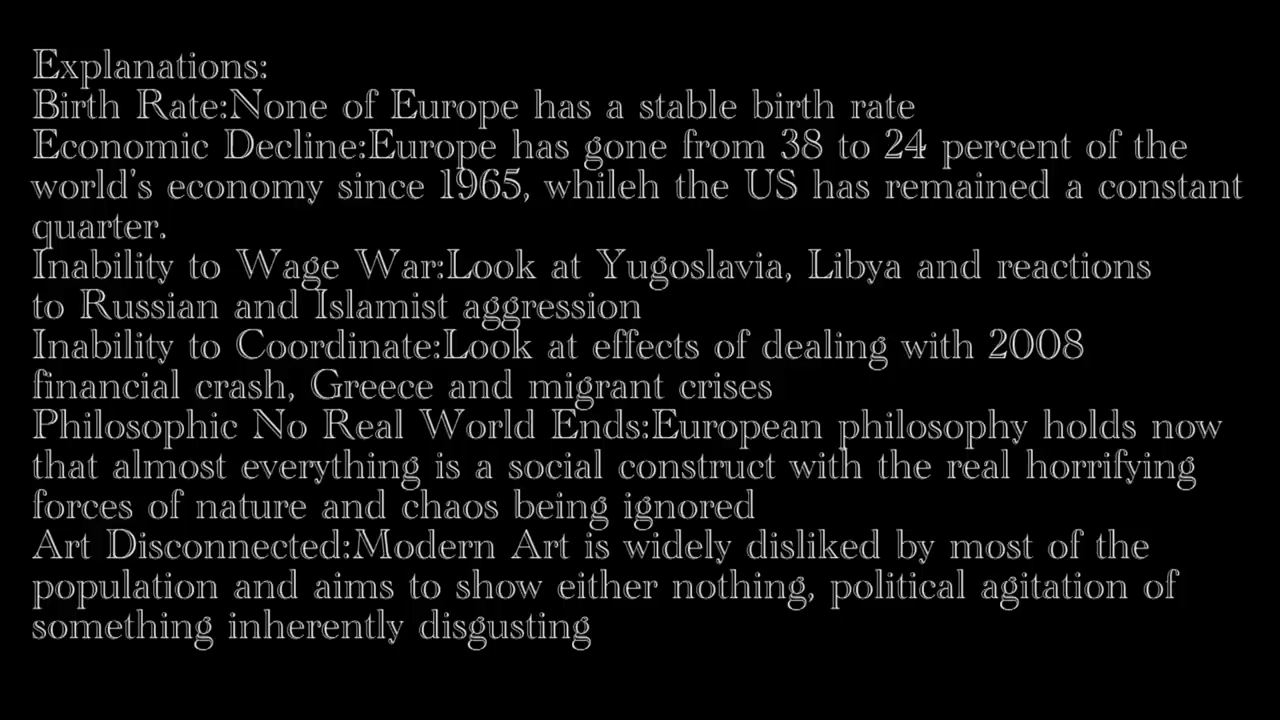 Explanations:
Birth Rate:None of Europe has a stable birth rate
Economic Decline:Europe has gone from 38 to 24 percent of the
world's economy since 1965, whileh the US has remained a constant
quarter.
Inability to Wage War:Look at Yugoslavia, Libya and reactions
to Russian and Islamist aggression
Inability to Coordinate:Look at effects of dealing with 2008
financial crash, Greece and migrant crises
Philosophic No Real World Ends:European philosophy holds now
that almost everything is a social construct with the real horrifying
forces of nature and chaos being ignored
Art Disconnected:Modern Art is widely disliked by most of the
population and aims to show either nothing, political agitation of
something inherently disgusting